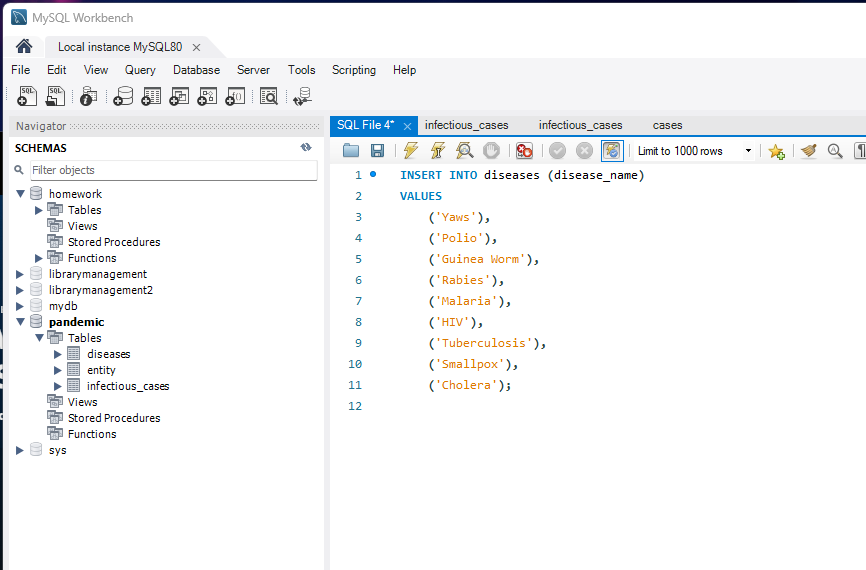 MySQL Workbench
Local instance MySQL80
File Edit View Query Database Server Tools Scripting Help
Navigator
SCHEMAS
Filter objects
homework
Tables
Views
Stored Procedures
Functions
librarymanagement
librarymanagement2
mydb
pandemic
Tables
diseases
entity
infectious_cases
Views
Stored Procedures
Functions
sys
SQL File 4* infectious_cases infectious_cases cases
Limit to 1000 rows
1 INSERT INTO diseases (disease_name)
2 VALUES
3 ('Yaws'),
4 ('Polio'),
5 ('Guinea Worm'),
6 ('Rabies'),
7 ('Malaria'),
8 ('HIV'),
9 ('Tuberculosis'),
10 ('Smallpox'),
11 ('Cholera');
12